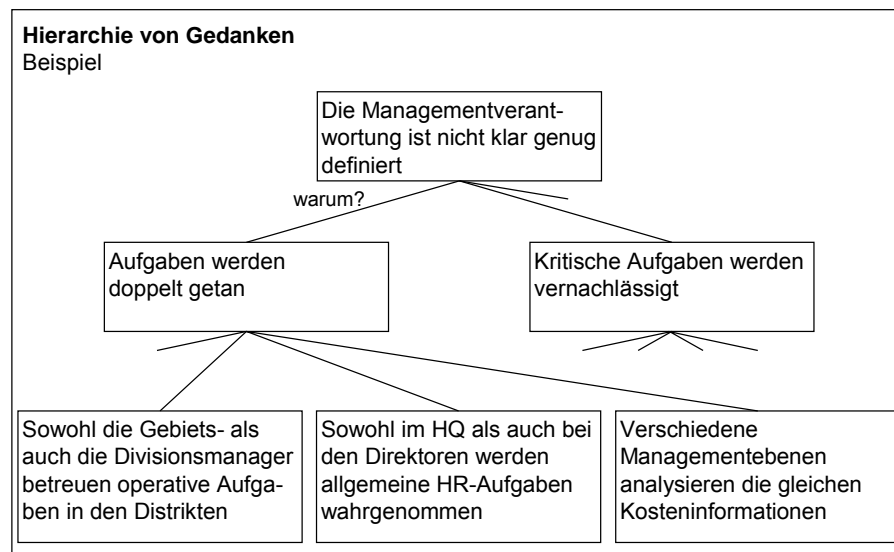 Hierarchie von Gedanken
Beispiel
Die Managementverant-
wortung ist nicht klar genug
definiert
warum?
Aufgaben werden
doppelt getan
Kritische Aufgaben werden
vernachlässigt
Sowohl die Gebiets- als
auch die Divisionsmanager
betreuen operative Aufga-
ben in den Distrikten
Sowohl im HQ als auch bei
den Direktoren werden
allgemeine HR-Aufgaben
wahrgenommen
Verschiedene
Managementebenen
analysieren die gleichen
Kosteninformationen